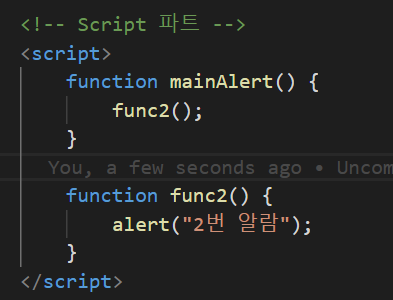 <!-- Script 파트 -->
<script>
function mainAlert() {
func2();
}
You, a few seconds ago • Uncom
function func2() {
alert("2번 알람");
}
</script>